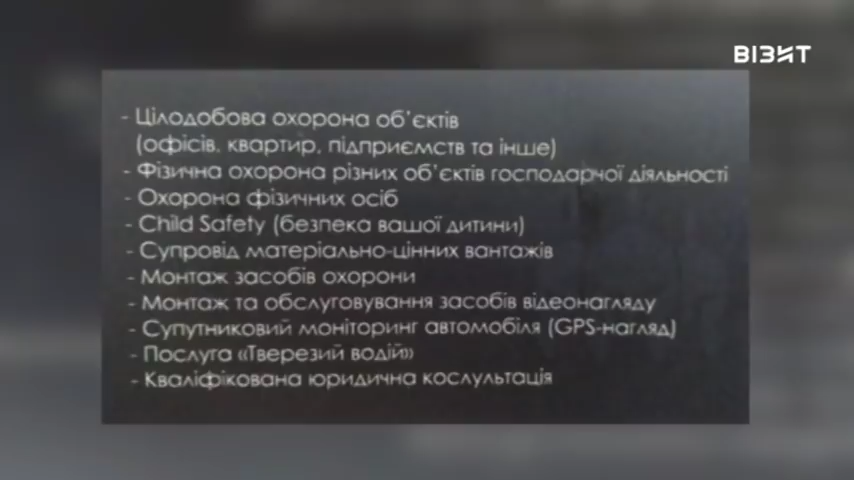 ВІЗИТ
- Цілодобова охорона об'єктів
(офісів, квартир, підприємств та інше)
- Фізична охорона різних об'єктів господарчої діяльності
- Охорона фізичних осіб
- Child Safety (безпека вашої дитини)
- Супровід матеріально-цінних вантажів
- Монтаж засобів охорони
- Монтаж та обслуговування засобів відеонагляду
- Супутниковий моніторинг автомобіля (GPS-нагляд)
- Послуга «Тверезий водій»
- Кваліфікована юридична кослультація